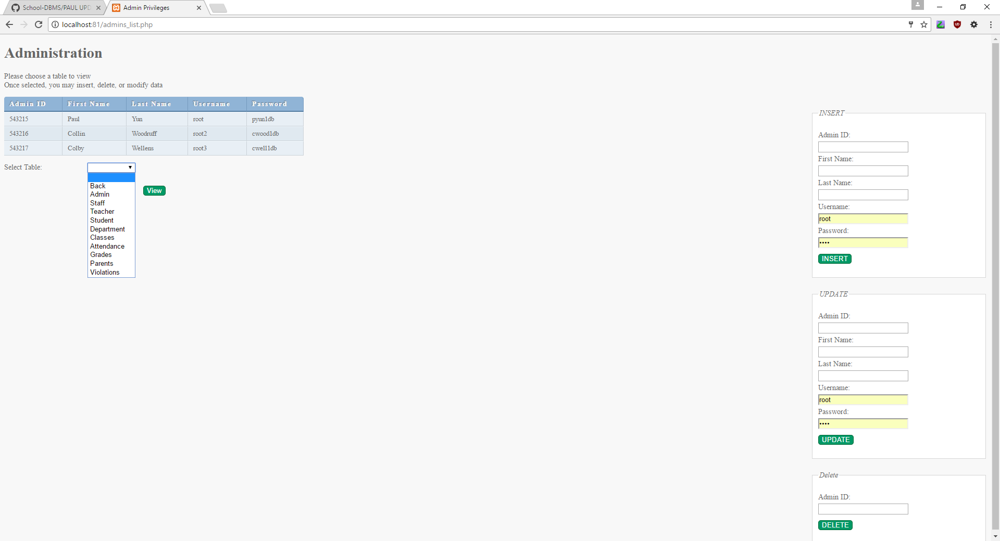 School-DBMS/PAUL UPD
Admin Privileges
localhost:81/admins_list.php
Administration
Please choose a table to view
Once selected, you may insert, delete, or modify data
Admin ID First Name Last Name Username Password
543215 Paul Yun root pyun1db
543216 Collin Woodruff root2 cwood1db
543217 Colby Wellens root3 cwell1db
Select Table:
Back
Admin
Staff
Teacher
Student
Department
Classes
Attendance
Grades
Parents
Violations
View
INSERT
Admin ID:
First Name:
Last Name:
Username:
root
Password:
••••
INSERT
UPDATE
Admin ID:
First Name:
Last Name:
Username:
root
Password:
••••
UPDATE
Delete
Admin ID:
DELETE